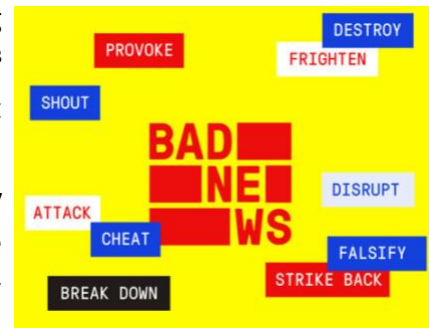 DESTROY
PROVOKE
FRIGHTEN
SHOUT
BAD
NE
WS
DISRUPT
ATTACK
CHEAT
FALSIFY
STRIKE BACK
BREAK DOWN